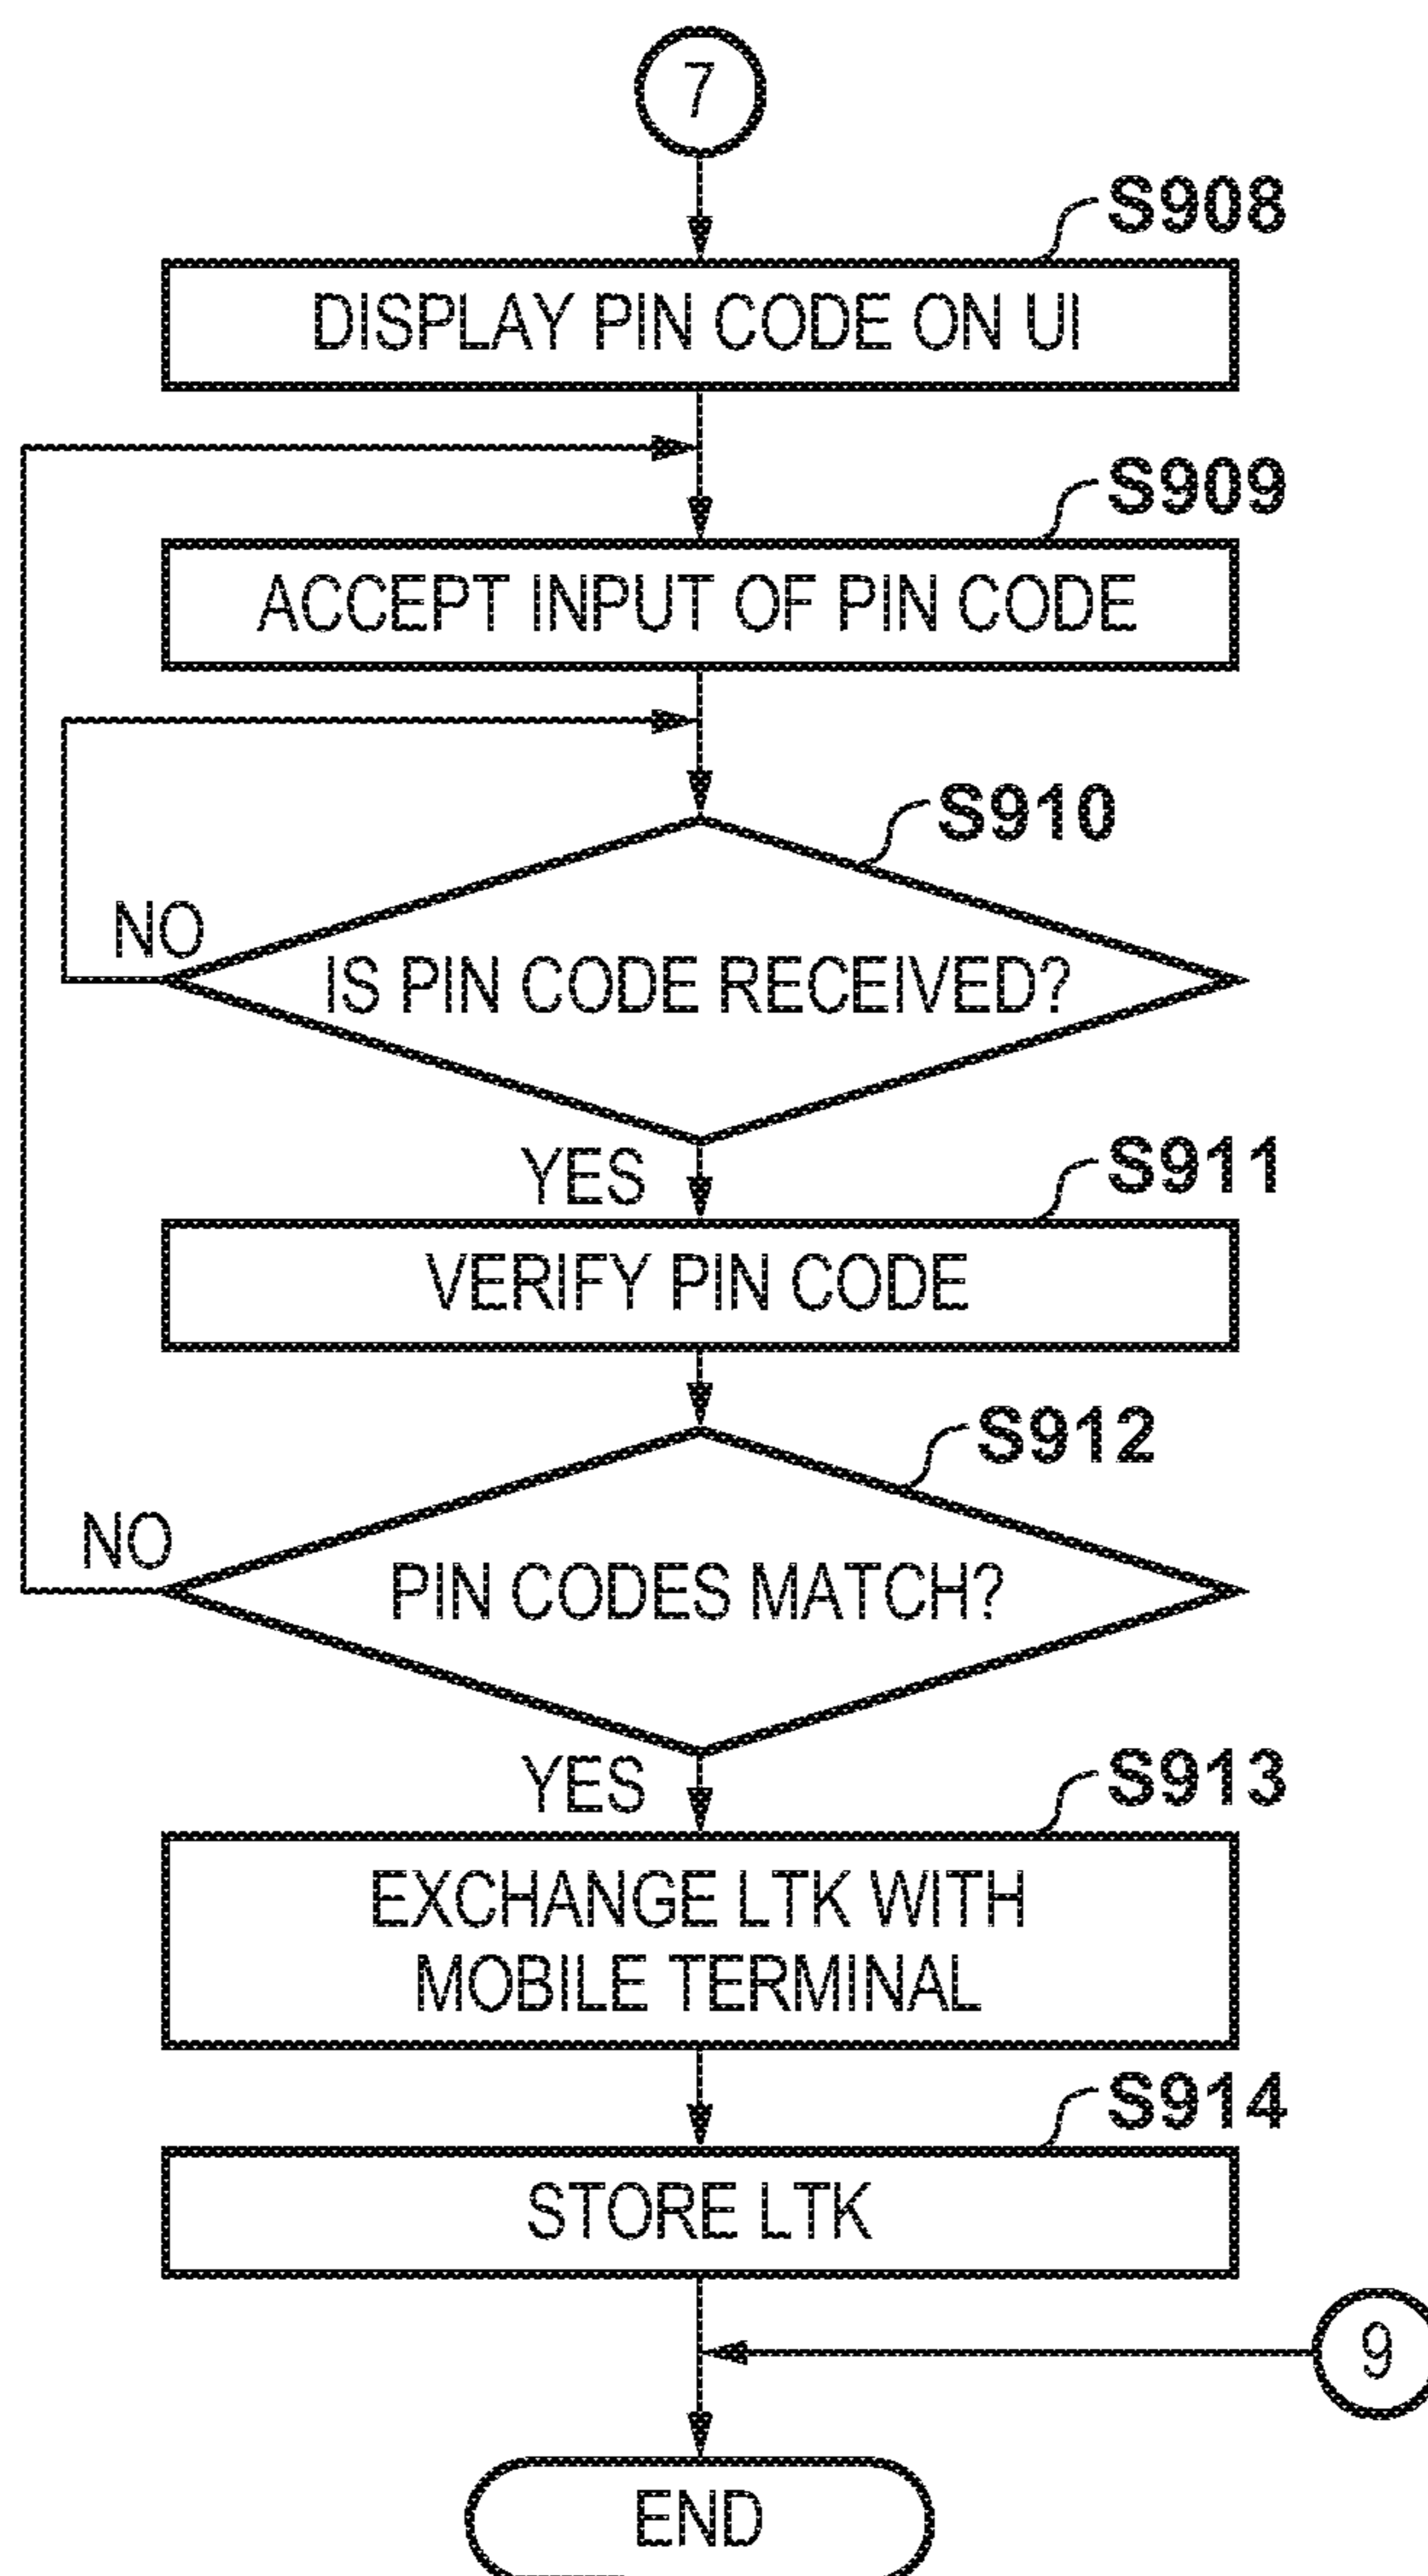 7
S908
DISPLAY PIN CODE ON UI
S909
ACCEPT INPUT OF PIN CODE
S910
NO
IS PIN CODE RECEIVED?
YES
S911
VERIFY PIN CODE
S912
NO
PIN CODES MATCH?
YES
S913
EXCHANGE LTK WITH
MOBILE TERMINAL
S914
STORE LTK
9
END